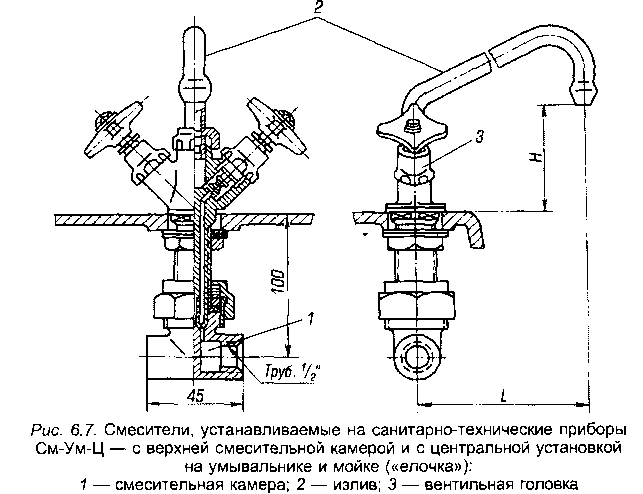 2
3
H
100
1
Труб. 1/2"
45
L
Рис. 6.7. Смесители, устанавливаемые на санитарно-технические приборы
См-Ум-Ц — с верхней смесительной камерой и с центральной установкой
на умывальнике и мойке («елочка»):
1 — смесительная камера; 2 — излив; 3 — вентильная головка